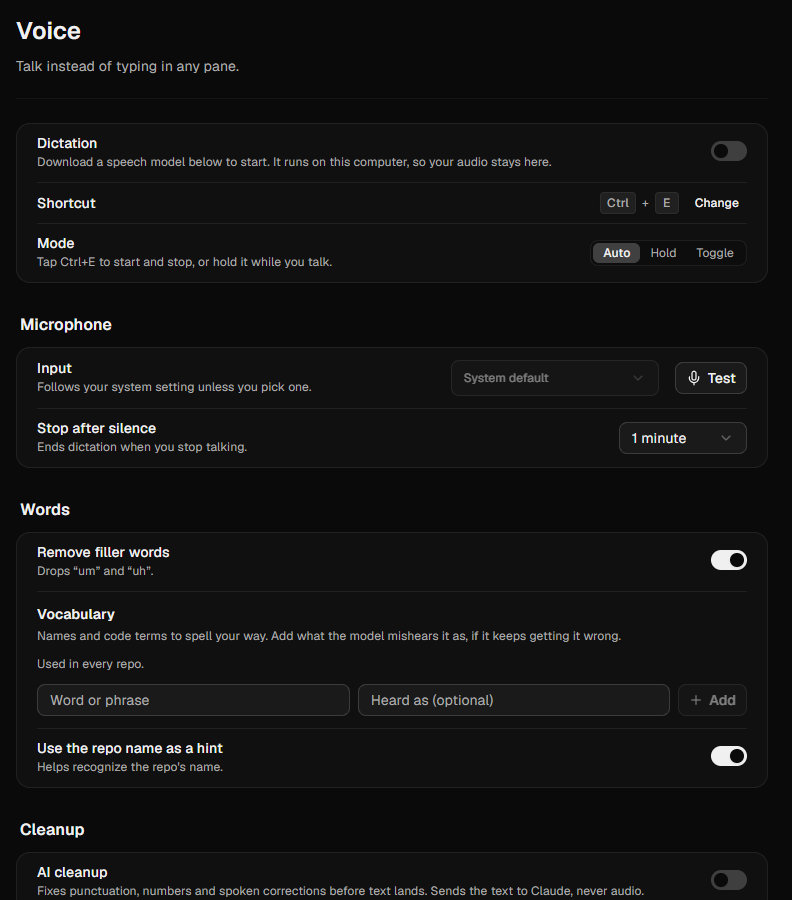 Voice
Talk instead of typing in any pane.
Dictation
Download a speech model below to start. It runs on this computer, so your audio stays here.
Shortcut
Ctrl + E Change
Mode
Tap Ctrl+E to start and stop, or hold it while you talk.
Auto Hold Toggle
Microphone
Input
Follows your system setting unless you pick one.
System default
Test
Stop after silence
Ends dictation when you stop talking.
1 minute
Words
Remove filler words
Drops “um” and “uh”.
Vocabulary
Names and code terms to spell your way. Add what the model mishears it as, if it keeps getting it wrong.
Used in every repo.
Word or phrase
Heard as (optional)
+ Add
Use the repo name as a hint
Helps recognize the repo's name.
Cleanup
AI cleanup
Fixes punctuation, numbers and spoken corrections before text lands. Sends the text to Claude, never audio.